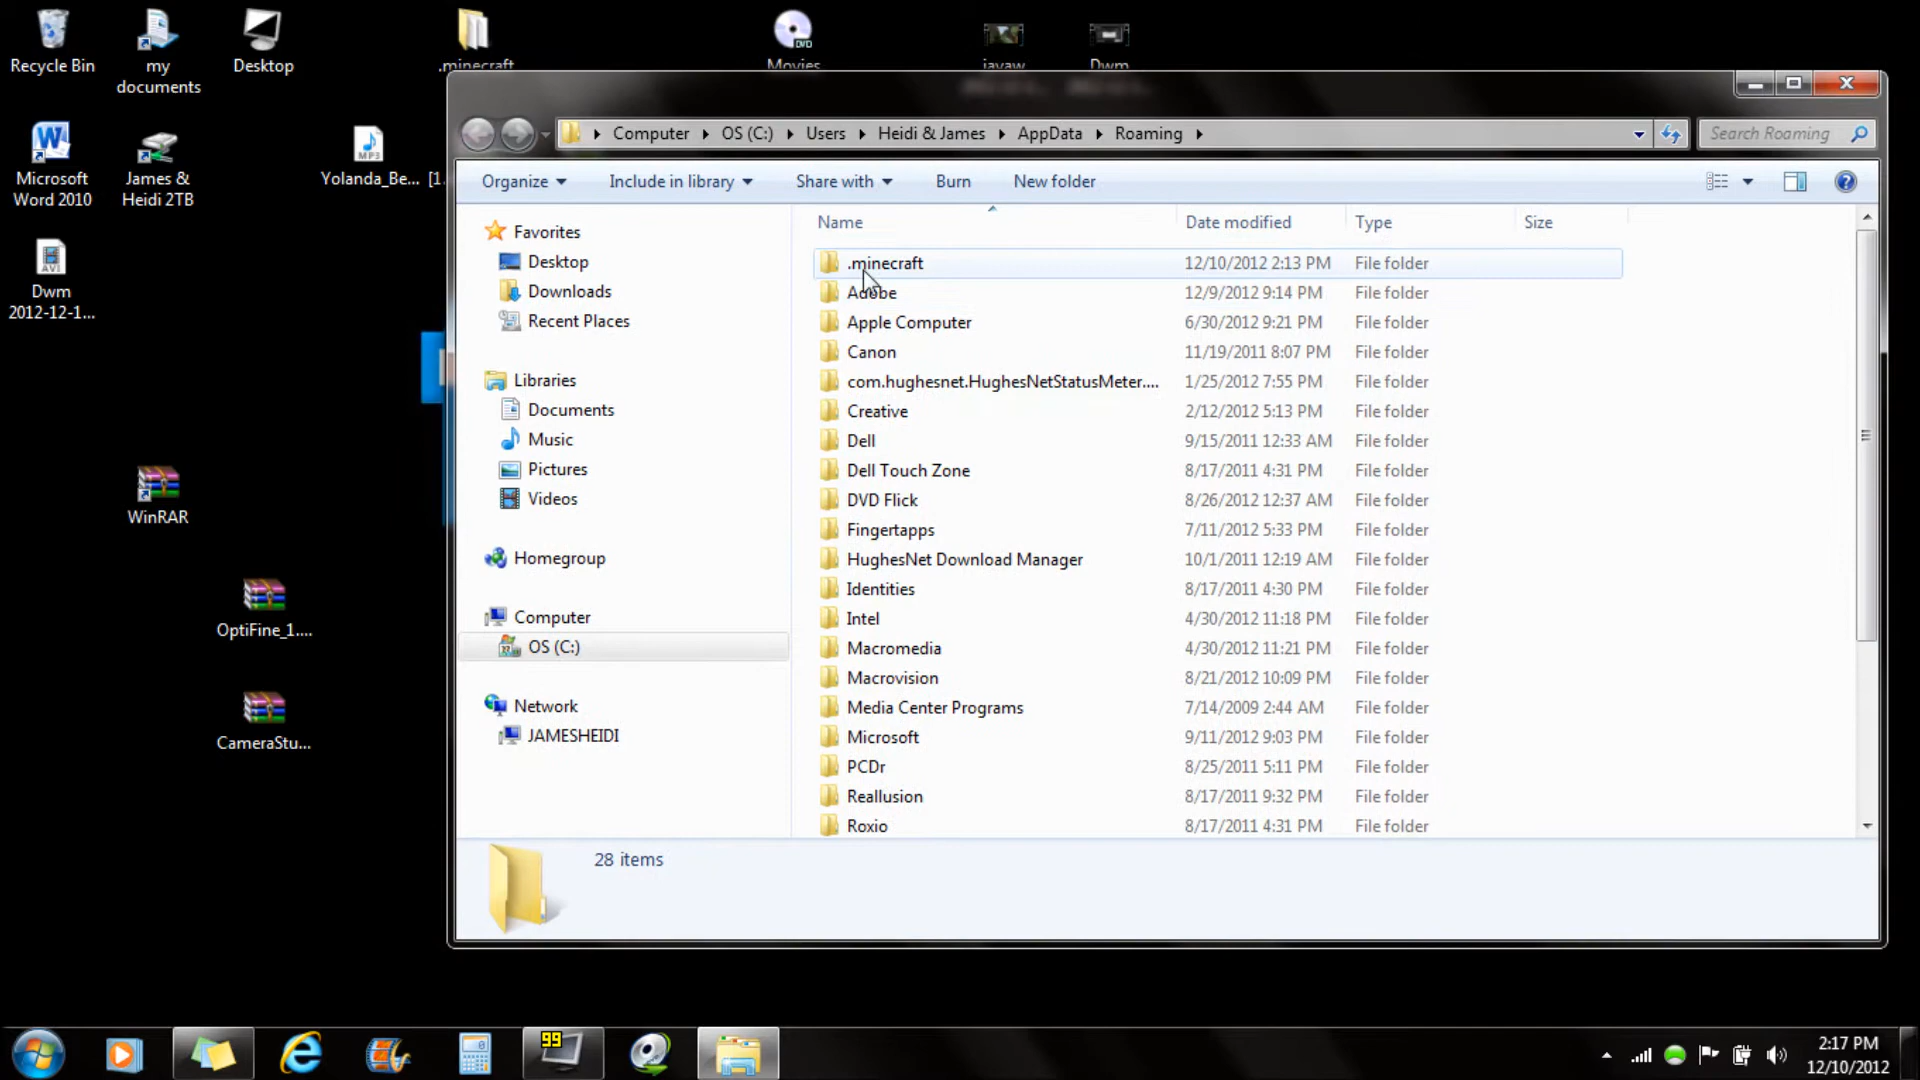 Recycle Bin
my
documents
Desktop
.minecraft
Movies
DVD
javaw
Dwm
Microsoft
Word 2010
James &
Heidi 2TB
MP3
Yolanda_Be...
[1.
AVI
Dwm
2012-12-1...
WinRAR
OptiFine_1....
CameraStu...
Computer
OS (C:)
Users
Heidi & James
AppData
Roaming
Search Roaming
Organize
Include in library
Share with
Burn
New folder
Favorites
Desktop
Downloads
Recent Places
Libraries
Documents
Music
Pictures
Videos
Homegroup
Computer
OS (C:)
Network
JAMESHEIDI
Name Date modified Type Size
.minecraft 12/10/2012 2:13 PM File folder
Adobe 12/9/2012 9:14 PM File folder
Apple Computer 6/30/2012 9:21 PM File folder
Canon 11/19/2011 8:07 PM File folder
com.hughesnet.HughesNetStatusMeter.... 1/25/2012 7:55 PM File folder
Creative 2/12/2012 5:13 PM File folder
Dell 9/15/2011 12:33 AM File folder
Dell Touch Zone 8/17/2011 4:31 PM File folder
DVD Flick 8/26/2012 12:37 AM File folder
Fingertapps 7/11/2012 5:33 PM File folder
HughesNet Download Manager 10/1/2011 12:19 AM File folder
Identities 8/17/2011 4:30 PM File folder
Intel 4/30/2012 11:18 PM File folder
Macromedia 4/30/2012 11:21 PM File folder
Macrovision 8/21/2012 10:09 PM File folder
Media Center Programs 7/14/2009 2:44 AM File folder
Microsoft 9/11/2012 9:03 PM File folder
PCDr 8/25/2011 5:11 PM File folder
Reallusion 8/17/2011 9:32 PM File folder
Roxio 8/17/2011 4:31 PM File folder
28 items
99
2:17 PM
12/10/2012